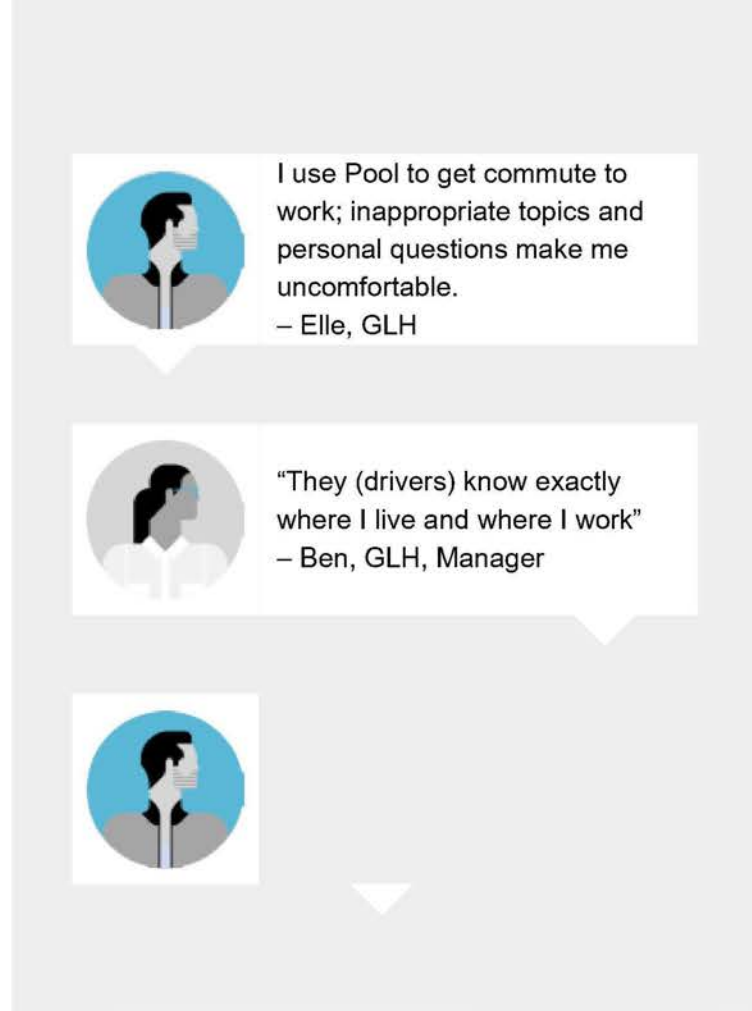 I use Pool to get commute to
work; inappropriate topics and
personal questions make me
uncomfortable.
– Elle, GLH
“They (drivers) know exactly
where I live and where I work”
– Ben, GLH, Manager